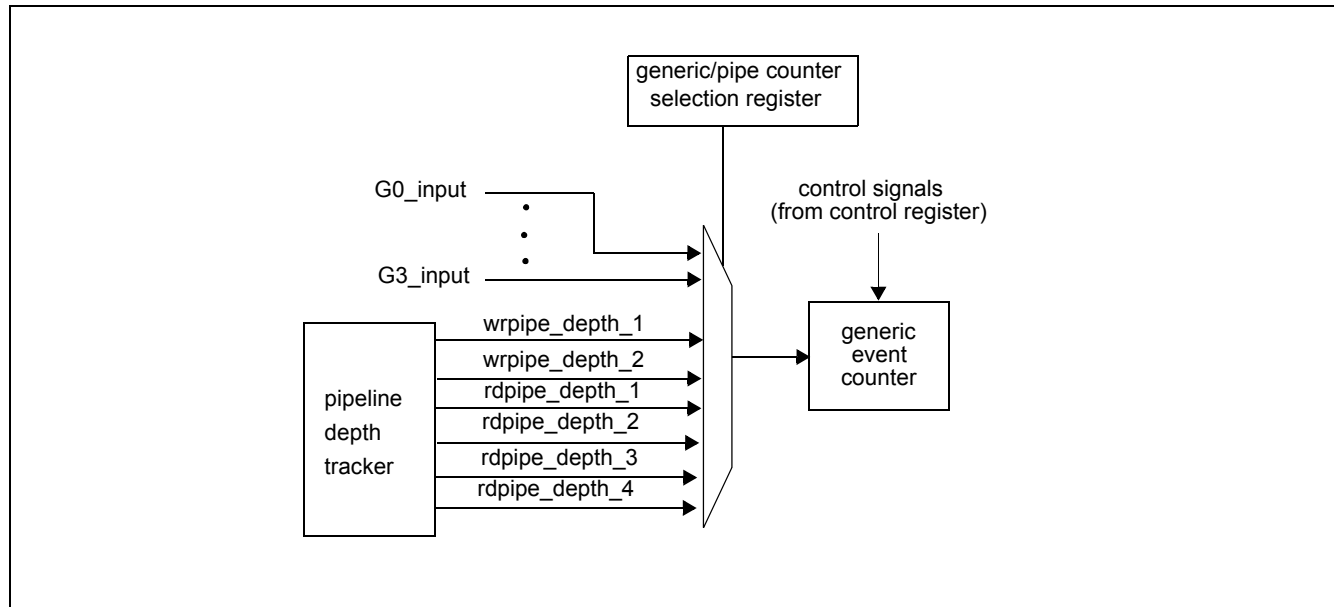 generic/pipe counter
selection register
G0_input
control signals
(from control register)
G3_input
wrpipe_depth_1
wrpipe_depth_2
rdpipe_depth_1
rdpipe_depth_2
rdpipe_depth_3
rdpipe_depth_4
pipeline
depth
tracker
generic
event
counter